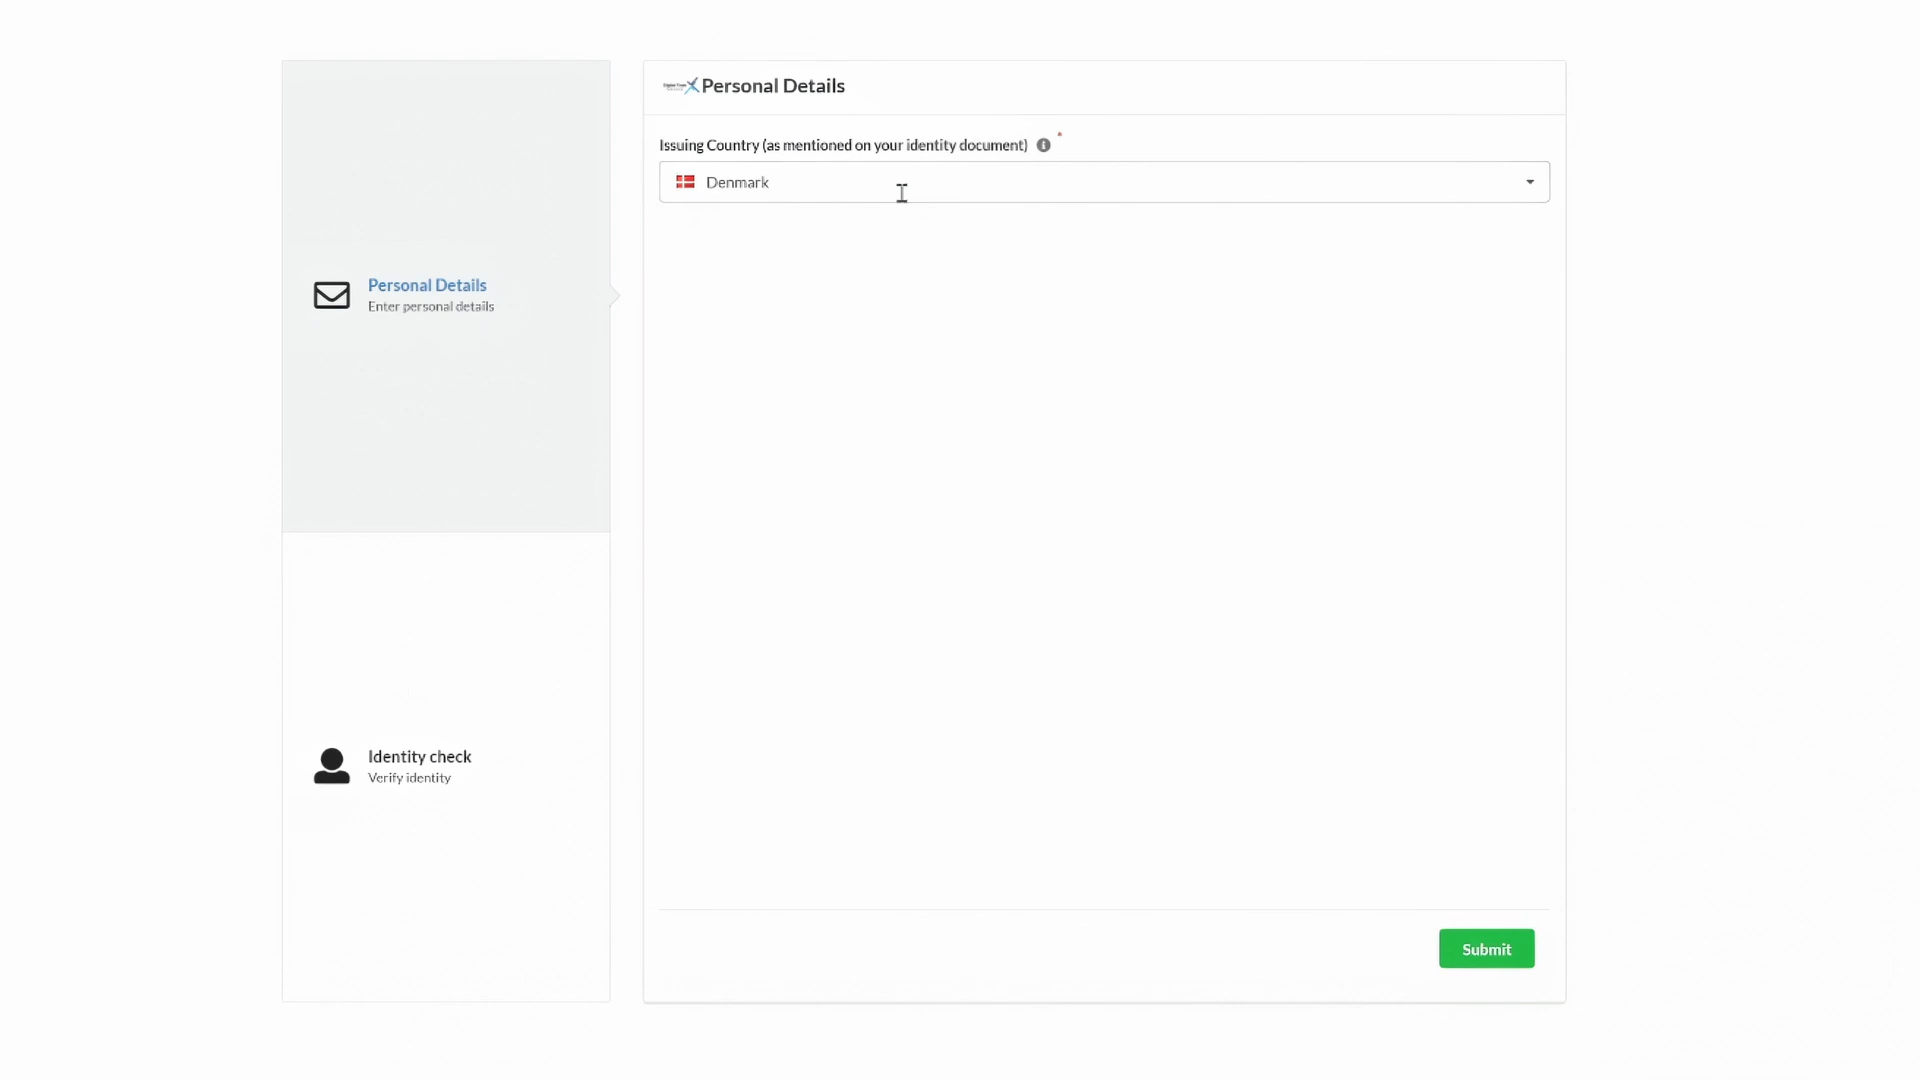 Personal Details
Enter personal details
Identity check
Verify identity
Personal Details
Issuing Country (as mentioned on your identity document) *
Denmark
Submit